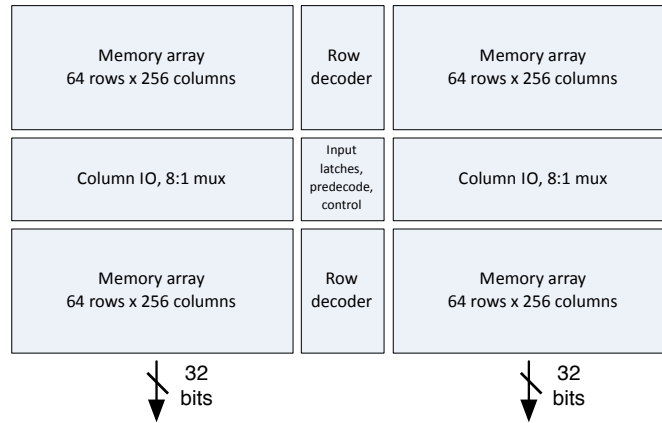 Memory array
64 rows x 256 columns
Row
decoder
Memory array
64 rows x 256 columns
Column IO, 8:1 mux
Input
latches,
predecode,
control
Column IO, 8:1 mux
Memory array
64 rows x 256 columns
Row
decoder
Memory array
64 rows x 256 columns
32
bits
32
bits